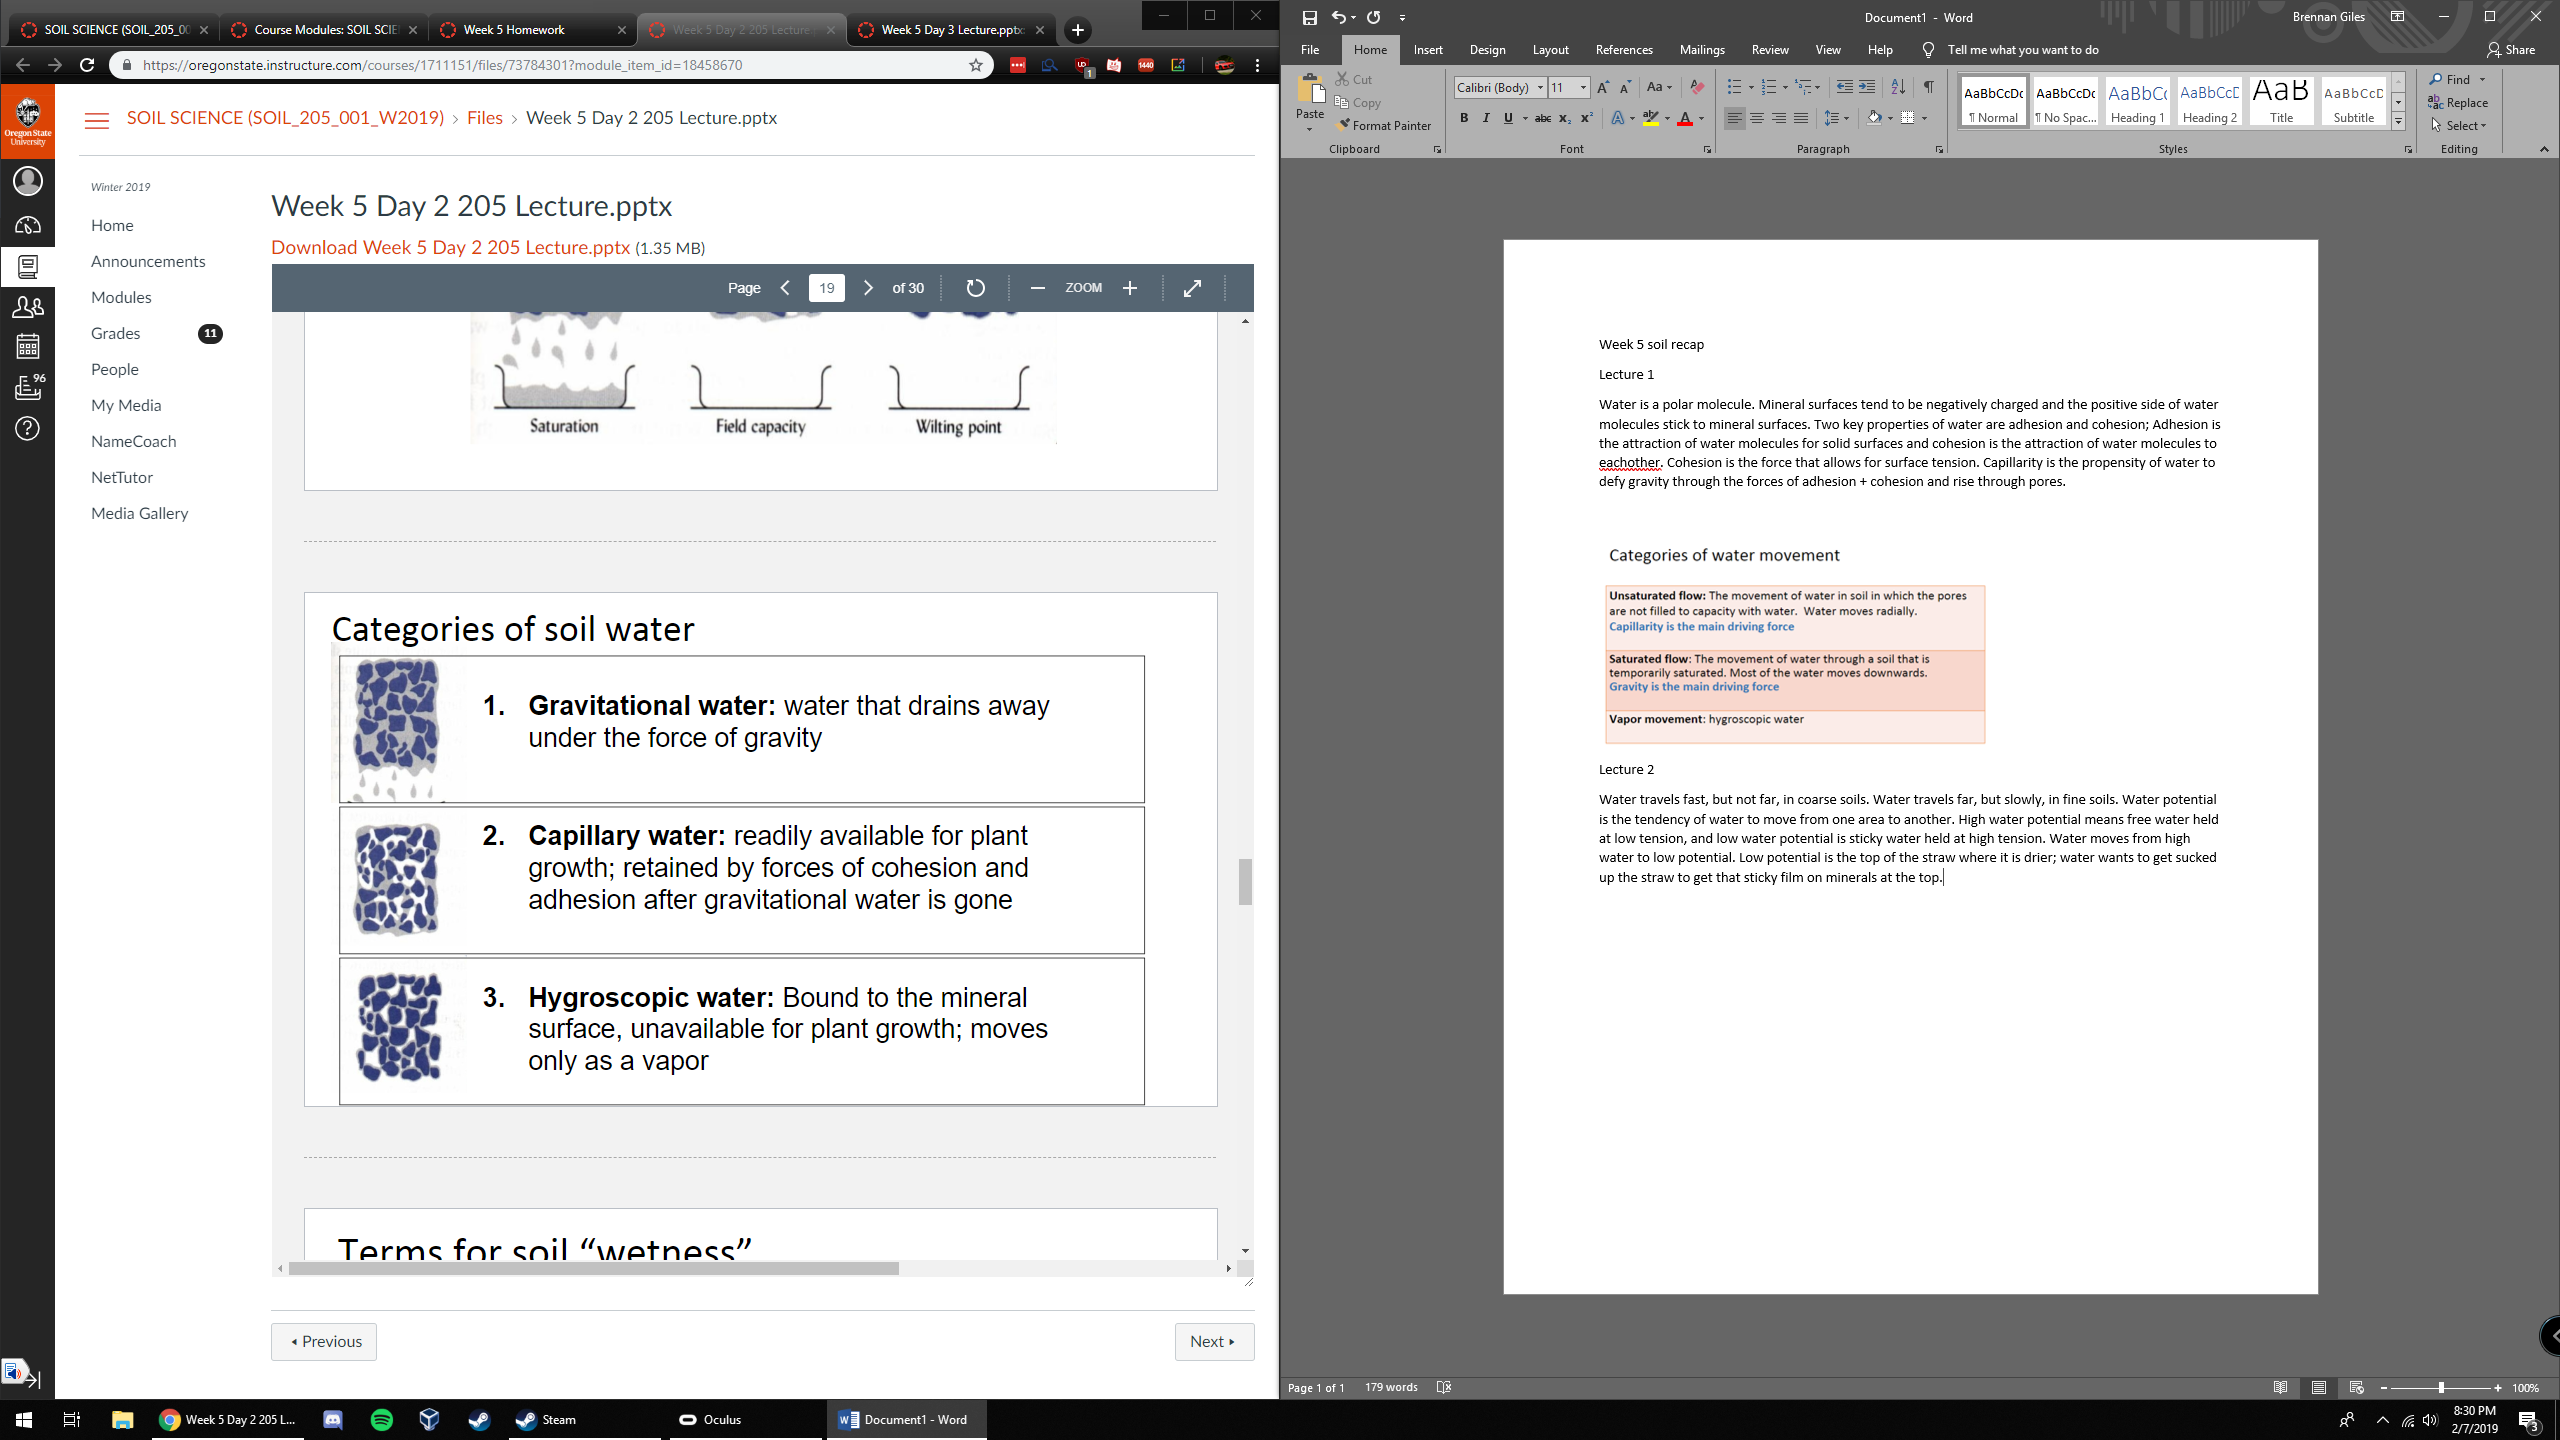 SOIL SCIENCE (SOIL_205_00
Course Modules: SOIL SCIE
Week 5 Homework
Week 5 Day 2 205 Lecture.
Week 5 Day 3 Lecture.pptx
https://oregonstate.instructure.com/courses/1711151/files/73784301?module_item_id=18458670
1
1440
Oregon State
University
SOIL SCIENCE (SOIL_205_001_W2019) › Files › Week 5 Day 2 205 Lecture.pptx
Winter 2019
Home
Announcements
Modules
Grades 11
People
My Media
NameCoach
NetTutor
Media Gallery
96
Week 5 Day 2 205 Lecture.pptx
Download Week 5 Day 2 205 Lecture.pptx (1.35 MB)
Page 19 of 30 ZOOM
Saturation Field capacity Wilting point
Categories of soil water
1. Gravitational water: water that drains away
under the force of gravity
2. Capillary water: readily available for plant
growth; retained by forces of cohesion and
adhesion after gravitational water is gone
3. Hygroscopic water: Bound to the mineral
surface, unavailable for plant growth; moves
only as a vapor
Terms for soil “wetness”
Previous
Next
Document1 - Word
Brennan Giles
File Home Insert Design Layout References Mailings Review View Help Tell me what you want to do Share
Paste
Cut
Copy
Format Painter
Clipboard
Calibri (Body) 11
Font
Paragraph
AaBbCcDc AaBbCcDc AaBbCc AaBbCcD AaB AaBbCcD
¶ Normal ¶ No Spac... Heading 1 Heading 2 Title Subtitle
Styles
Find
Replace
Select
Editing
Week 5 soil recap
Lecture 1
Water is a polar molecule. Mineral surfaces tend to be negatively charged and the positive side of water
molecules stick to mineral surfaces. Two key properties of water are adhesion and cohesion; Adhesion is
the attraction of water molecules for solid surfaces and cohesion is the attraction of water molecules to
eachother. Cohesion is the force that allows for surface tension. Capillarity is the propensity of water to
defy gravity through the forces of adhesion + cohesion and rise through pores.
Categories of water movement
Unsaturated flow: The movement of water in soil in which the pores
are not filled to capacity with water. Water moves radially.
Capillarity is the main driving force
Saturated flow: The movement of water through a soil that is
temporarily saturated. Most of the water moves downwards.
Gravity is the main driving force
Vapor movement: hygroscopic water
Lecture 2
Water travels fast, but not far, in coarse soils. Water travels far, but slowly, in fine soils. Water potential
is the tendency of water to move from one area to another. High water potential means free water held
at low tension, and low water potential is sticky water held at high tension. Water moves from high
water to low potential. Low potential is the top of the straw where it is drier; water wants to get sucked
up the straw to get that sticky film on minerals at the top.
Page 1 of 1 179 words
100%
Week 5 Day 2 205 L...
Steam
Oculus
Document1 - Word
8:30 PM
2/7/2019
3